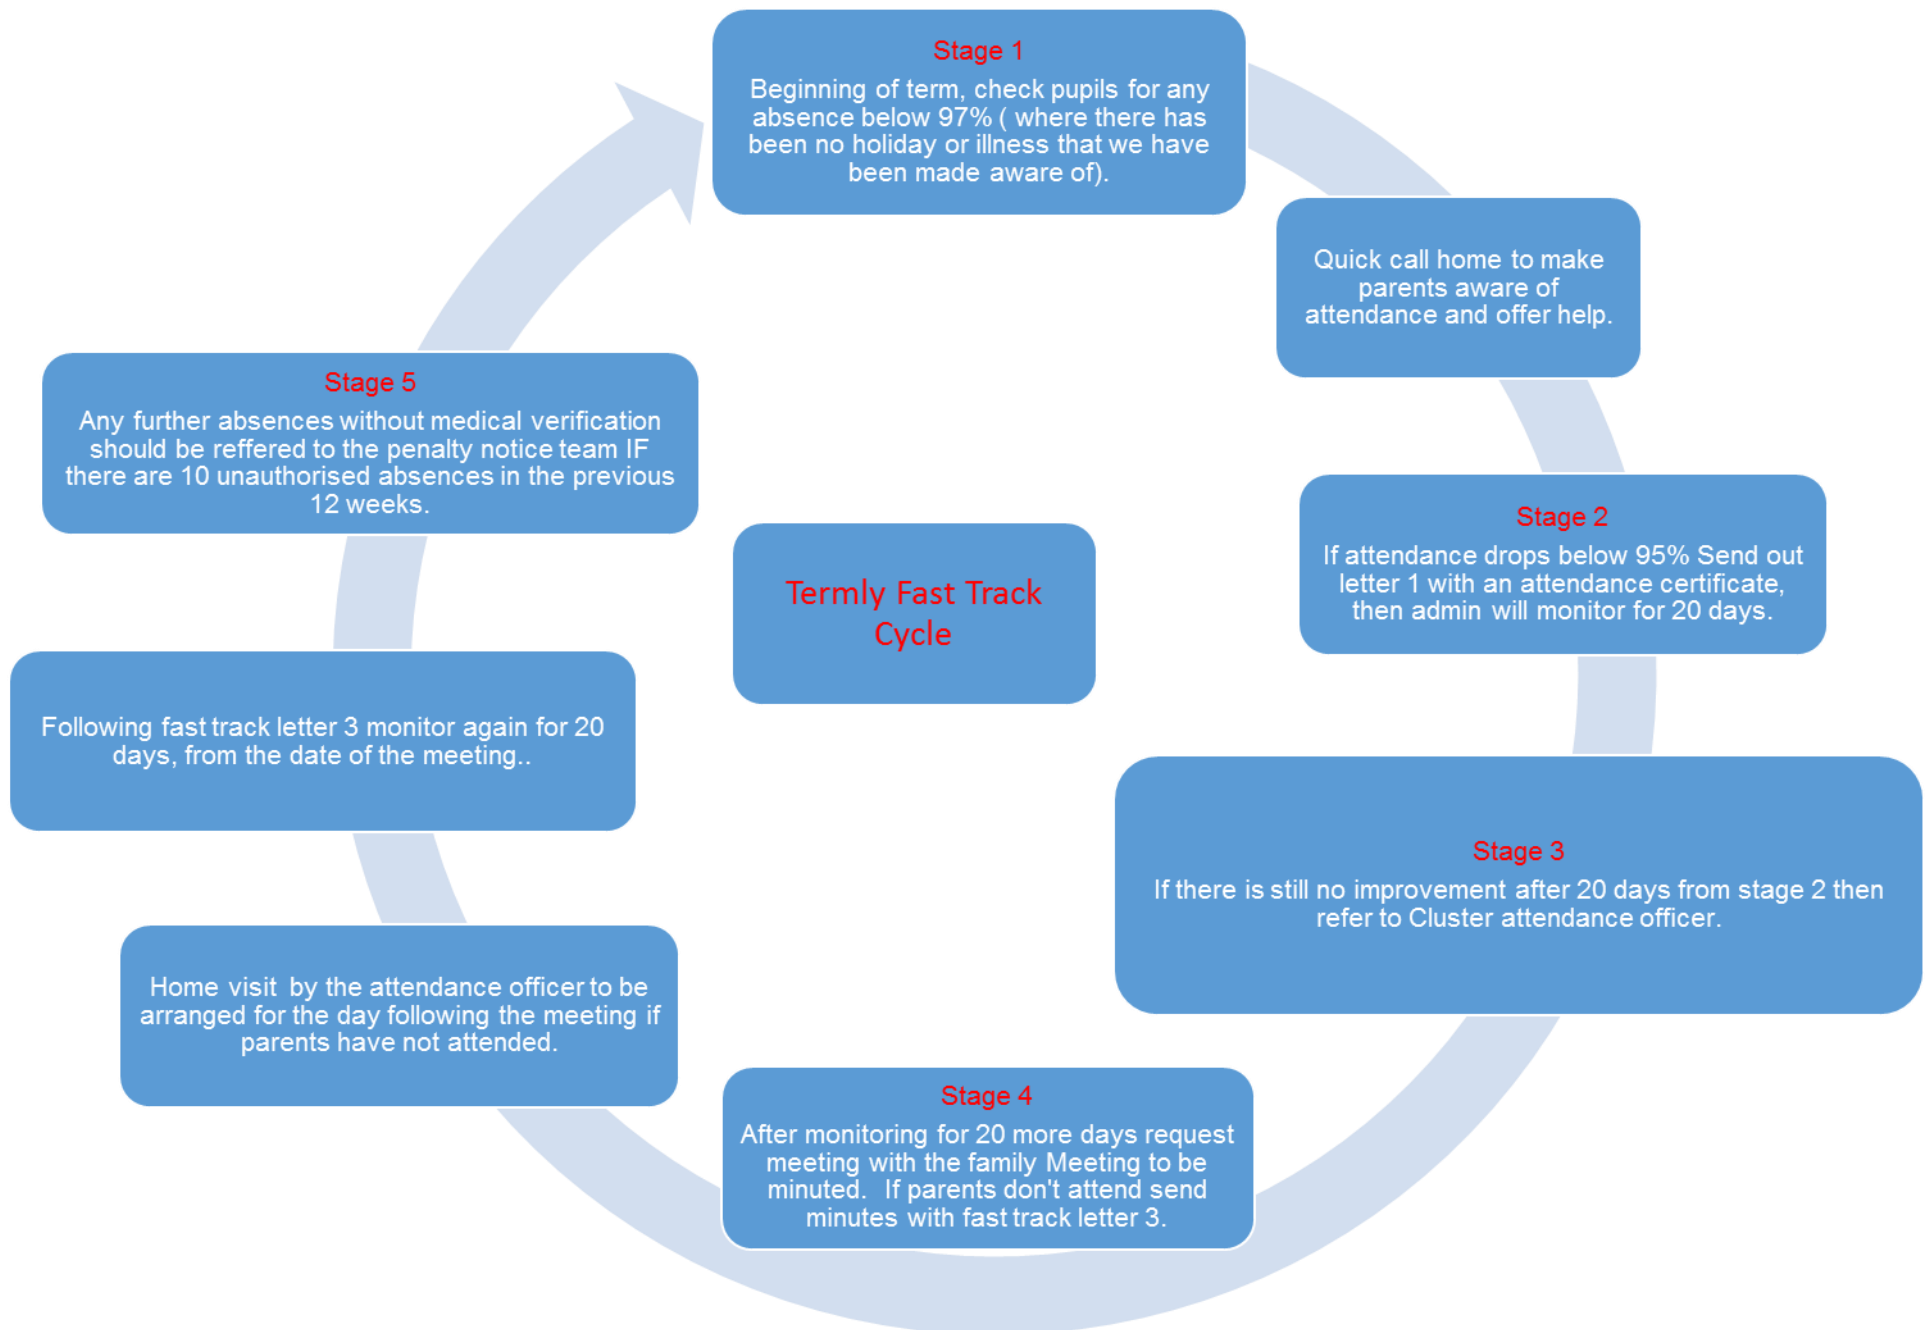 Stage 1
Beginning of term, check pupils for any
absence below 97% ( where there has
been no holiday or illness that we have
been made aware of).
Quick call home to make
parents aware of
attendance and offer help.
Stage 2
If attendance drops below 95% Send out
letter 1 with an attendance certificate,
then admin will monitor for 20 days.
Stage 3
If there is still no improvement after 20 days from stage 2 then
refer to Cluster attendance officer.
Stage 4
After monitoring for 20 more days request
meeting with the family Meeting to be
minuted.  If parents don't attend send
minutes with fast track letter 3.
Home visit  by the attendance officer to be
arranged for the day following the meeting if
parents have not attended.
Following fast track letter 3 monitor again for 20
days, from the date of the meeting..
Stage 5
Any further absences without medical verification
should be reffered to the penalty notice team IF
there are 10 unauthorised absences in the previous
12 weeks.
Termly Fast Track
Cycle